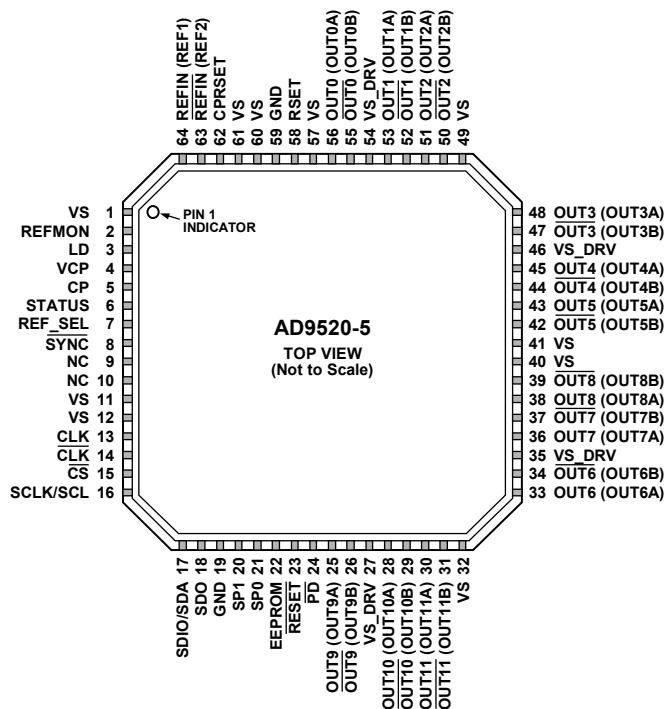 64 REFIN (REF1)
63 REFIN (REF2)
62 CPRSET
61 VS
60 VS
59 GND
58 RSET
57 VS
56 OUT0 (OUT0A)
55 OUT0 (OUT0B)
54 VS_DRV
53 OUT1 (OUT1A)
52 OUT1 (OUT1B)
51 OUT2 (OUT2A)
50 OUT2 (OUT2B)
49 VS
VS 1
REFMON 2
LD 3
VCP 4
CP 5
STATUS 6
REF_SEL 7
SYNC 8
NC 9
NC 10
VS 11
VS 12
CLK 13
CLK 14
CS 15
SCLK/SCL 16
PIN 1
INDICATOR
AD9520-5
TOP VIEW
(Not to Scale)
48 OUT3 (OUT3A)
47 OUT3 (OUT3B)
46 VS_DRV
45 OUT4 (OUT4A)
44 OUT4 (OUT4B)
43 OUT5 (OUT5A)
42 OUT5 (OUT5B)
41 VS
40 VS
39 OUT8 (OUT8B)
38 OUT8 (OUT8A)
37 OUT7 (OUT7B)
36 OUT7 (OUT7A)
35 VS_DRV
34 OUT6 (OUT6B)
33 OUT6 (OUT6A)
SDIO/SDA 17
SDO 18
GND 19
SP1 20
SP0 21
EEPROM 22
RESET 23
PD 24
OUT9 (OUT9A) 25
OUT9 (OUT9B) 26
VS_DRV 27
OUT10 (OUT10A) 28
OUT10 (OUT10B) 29
OUT11 (OUT11A) 30
OUT11 (OUT11B) 31
VS 32